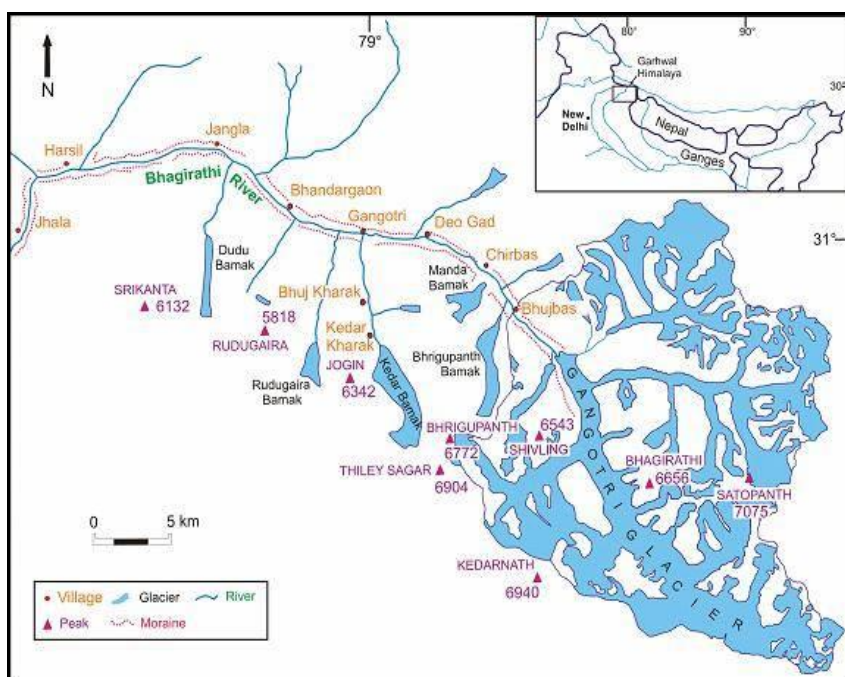 79°
80°
90°
Garhwal
Himalaya
30°
New
Delhi
Nepal
Ganges
N
Jangla
Harsil
Bhagirathi
River
Bhandargaon
Jhala
Gangotri
Deo Gad
31°
Dudu
Bamak
Chirbas
Manda
Bamak
SRIKANTA
6132
Bhuj Kharak
Bhujbas
5818
RUDUGAIRA
Kedar
Kharak
JOGIN
6342
Kedar Bamak
Bhrigupanth
Bamak
Rudugaira
Bamak
GANGOTRI GLACIER
BHRIGUPANTH
6772
6543
SHIVLING
THILEY SAGAR
6904
BHAGIRATHI
6656
SATOPANTH
7075
0 5 km
KEDARNATH
6940
Village Glacier River
Peak Moraine